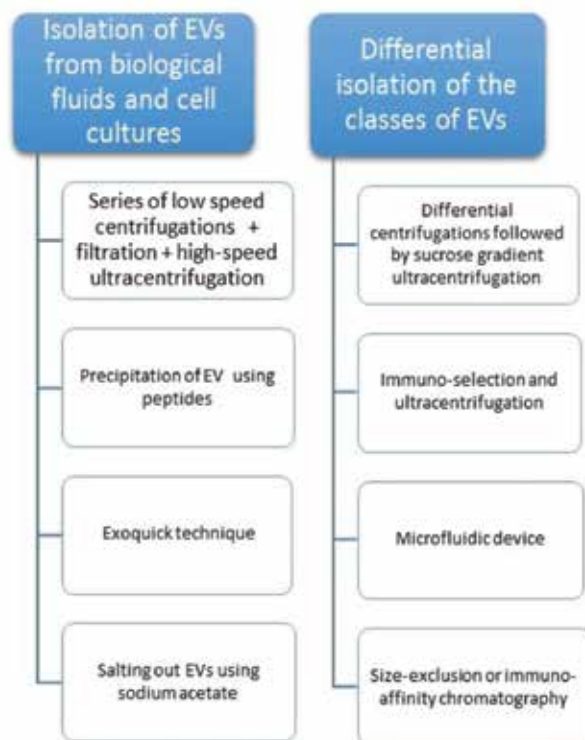 Isolation of EVs
from biological
fluids and cell
cultures
Series of low speed
centrifugations +
filtration + high-speed
ultracentrifugation
Precipitation of EV using
peptides
Exoquick technique
Salting out EVs using
sodium acetate
Differential
isolation of the
classes of EVs
Differential
centrifugations followed
by sucrose gradient
ultracentrifugation
Immuno-selection and
ultracentrifugation
Microfluidic device
Size-exclusion or immuno-
affinity chromatography